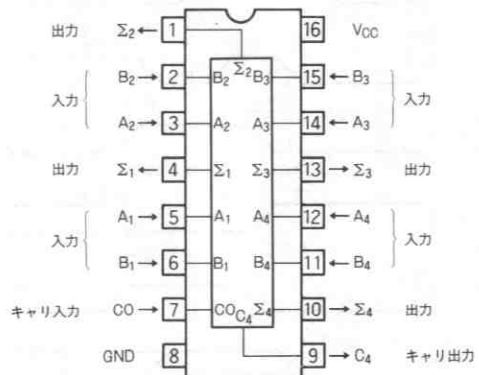 出力 Σ2 1 16 VCC
Σ2
B2 2 B2 B3 15 B3
入力 入力
A2 3 A2 A3 14 A3
出力 Σ1 4 Σ1 Σ3 13 Σ3 出力
A1 5 A1 A4 12 A4
入力 入力
B1 6 B1 B4 11 B4
キャリ入力 CO 7 CO C4 Σ4 10 Σ4 出力
GND 8 9 C4 キャリ出力